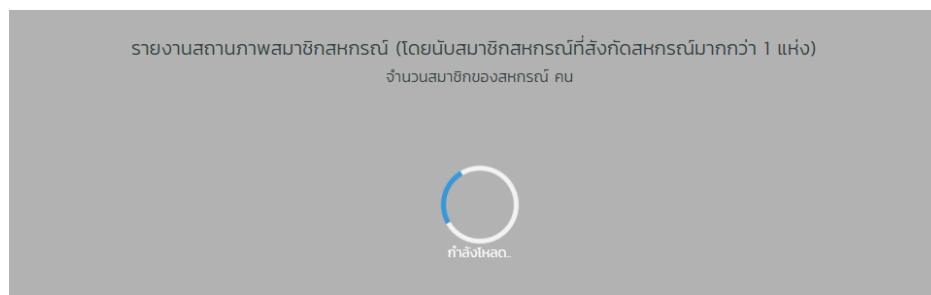 รายงานสถานภาพสมาชิกสหกรณ์ (โดยนับสมาชิกสหกรณ์ที่สังกัดสหกรณ์มากกว่า 1 แห่ง)
จำนวนสมาชิกของสหกรณ์ คน
กำลังโหลด..